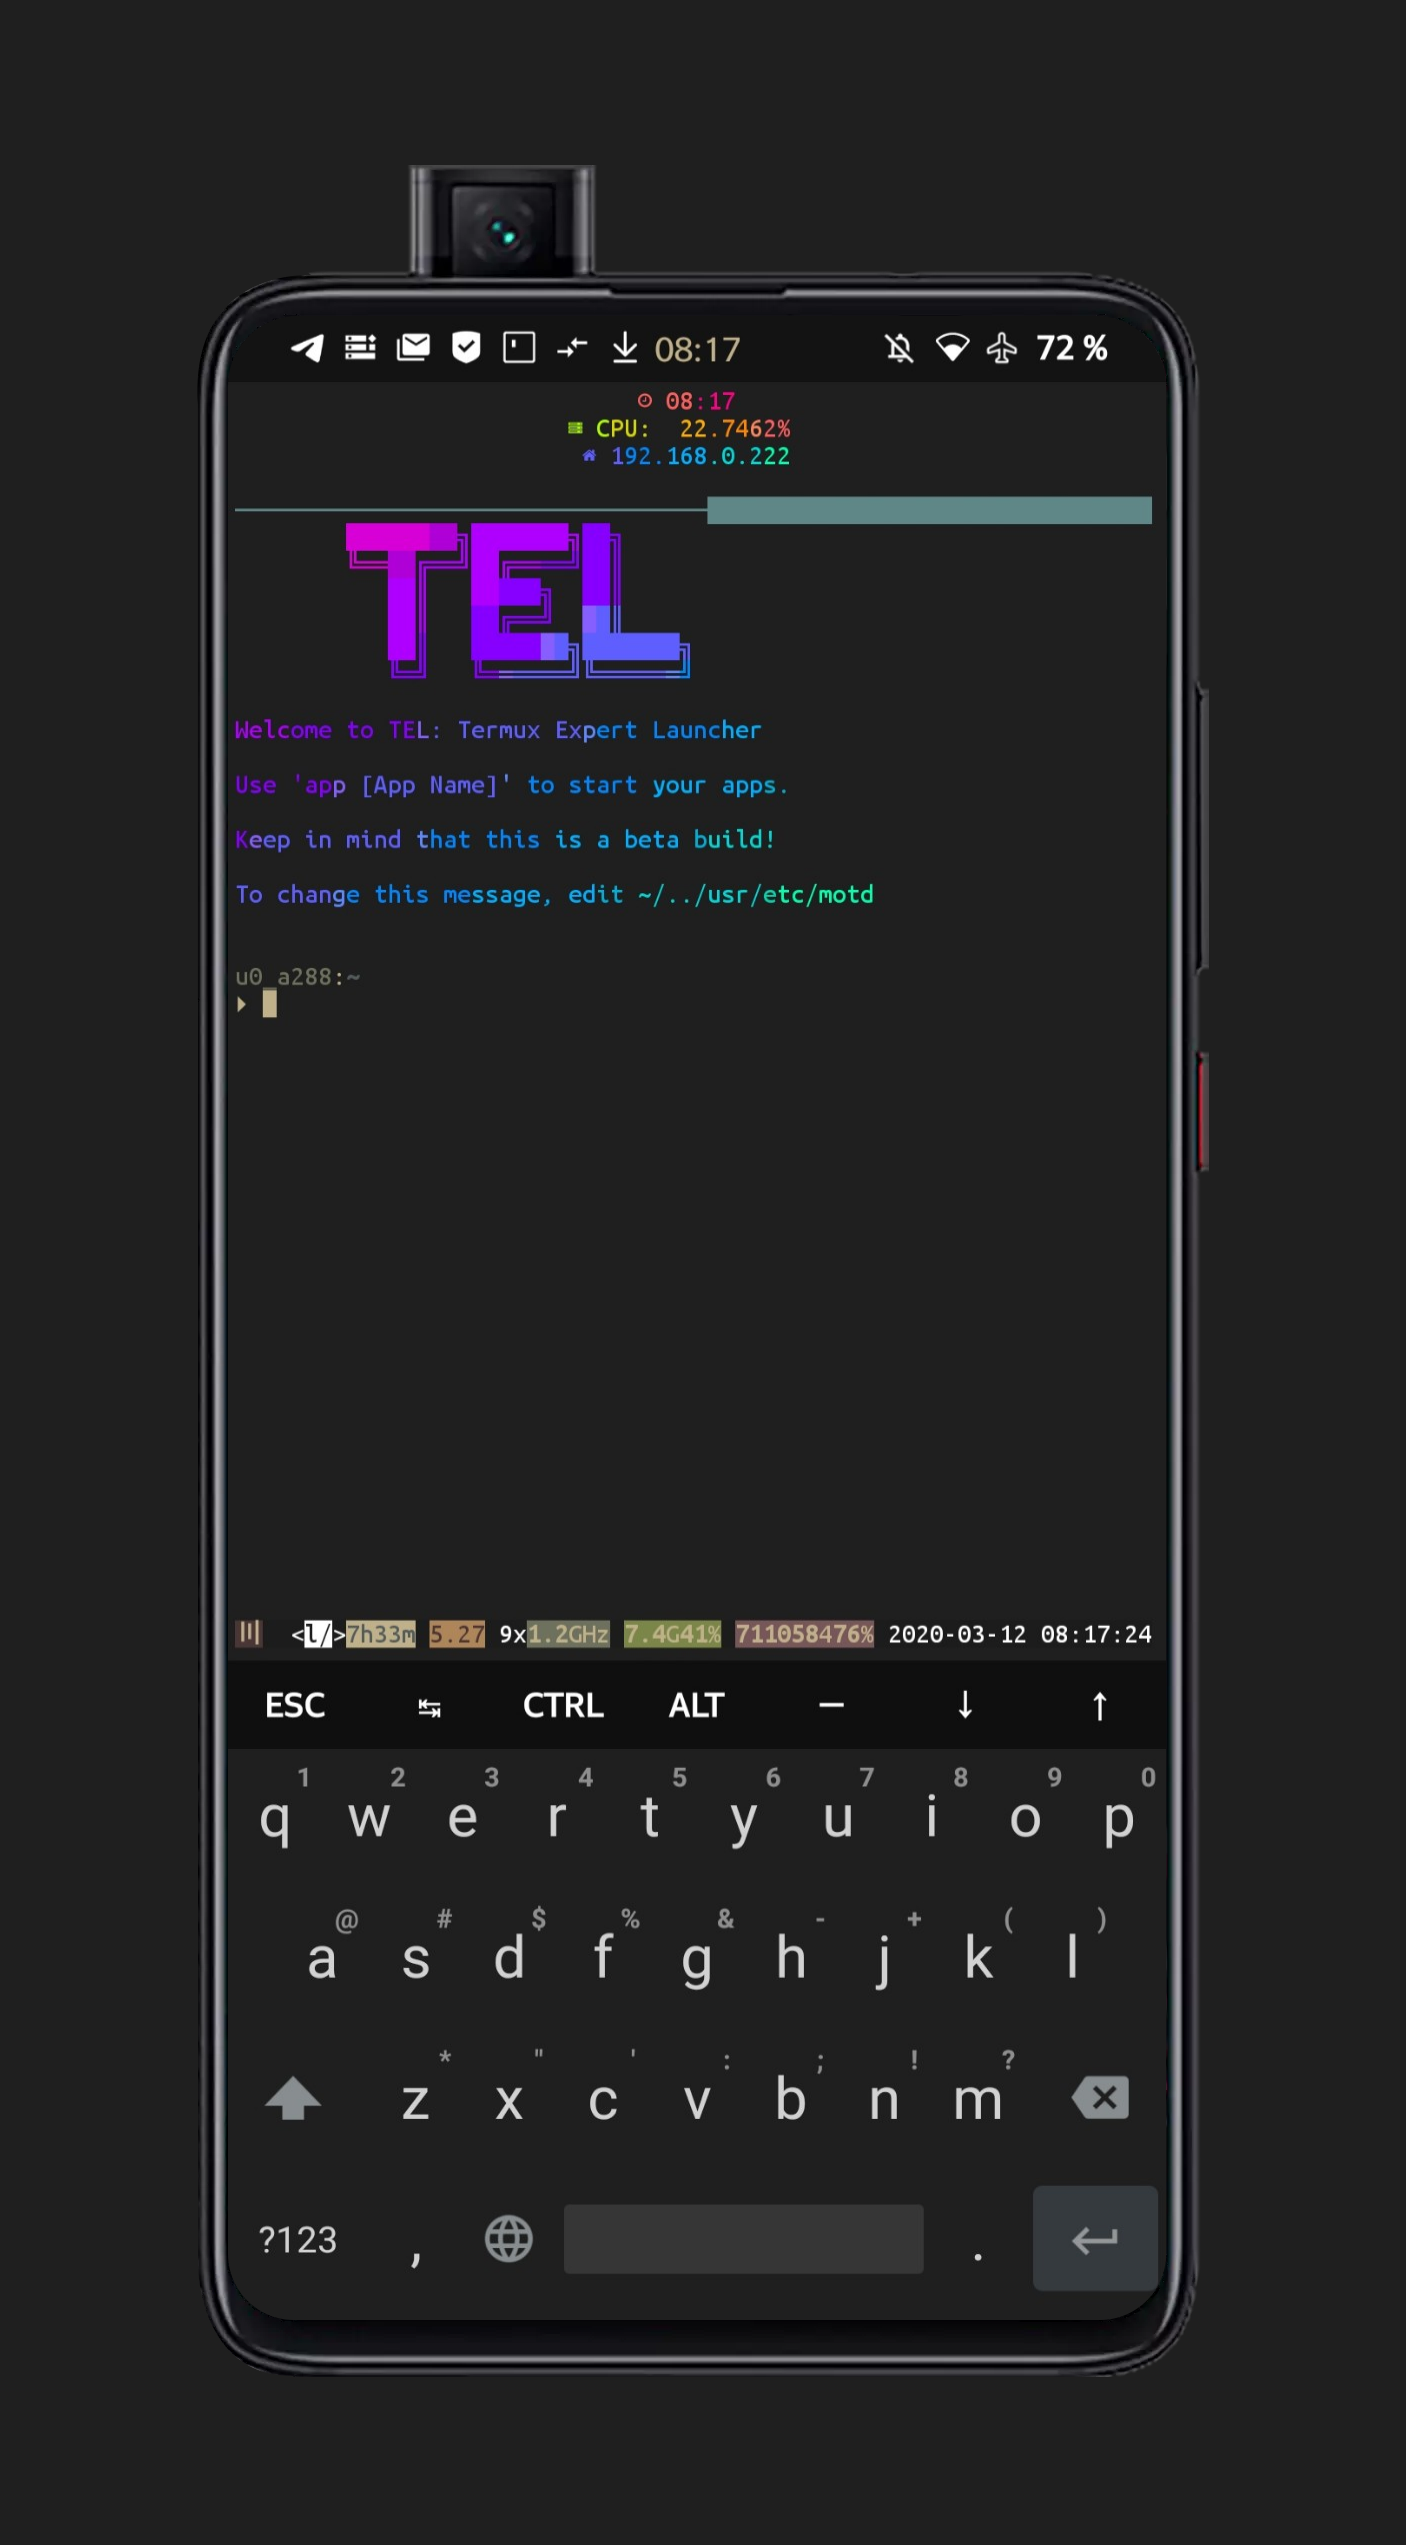 08:17 72 %
08:17
CPU: 22.7462%
192.168.0.222
TEL
Welcome to TEL: Termux Expert Launcher
Use 'app [App Name]' to start your apps.
Keep in mind that this is a beta build!
To change this message, edit ~/../usr/etc/motd
u0_a288:~
<l/>7h33m 5.27 9x1.2GHz 7.4G41% 711058476% 2020-03-12 08:17:24
ESC ↹ CTRL ALT — ↓ ↑
1 2 3 4 5 6 7 8 9 0
q w e r t y u i o p
@ # $ % & - + ( )
a s d f g h j k l
* " ' : ; ! ?
z x c v b n m
?123 , .